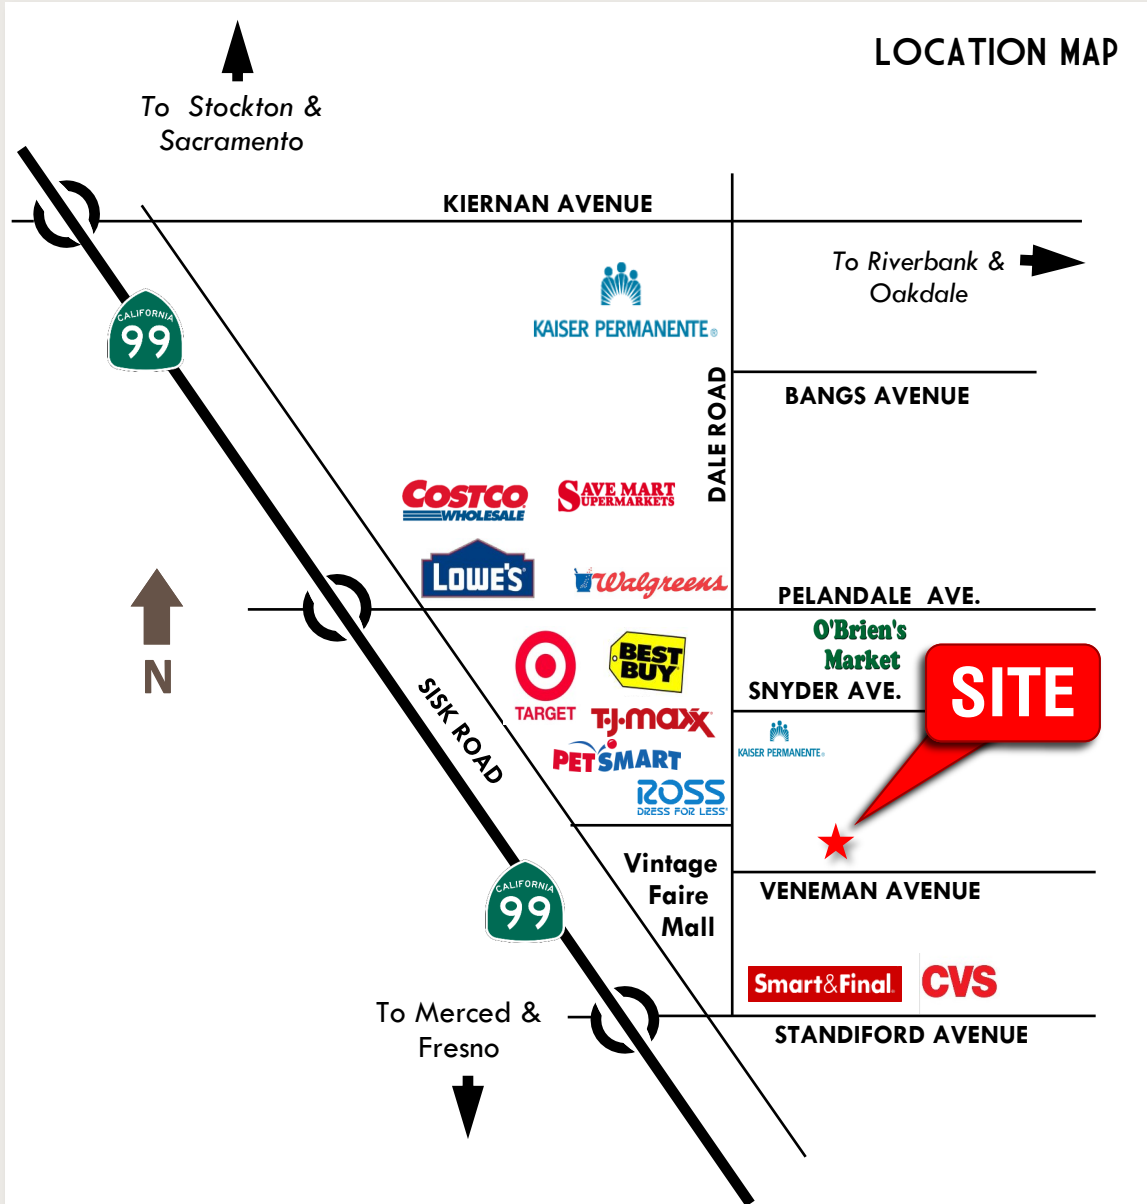 LOCATION MAP
To Stockton &
Sacramento
KIERNAN AVENUE
To Riverbank &
Oakdale
CALIFORNIA
99
KAISER PERMANENTE®
DALE ROAD
BANGS AVENUE
COSTCO
WHOLESALE
SAVE MART
SUPERMARKETS
LOWE'S
Walgreens
PELANDALE AVE.
O'Brien's
Market
N
SISK ROAD
TARGET
BEST
BUY
SNYDER AVE.
SITE
T·J·maxx
KAISER PERMANENTE®
PETSMART
ROSS
DRESS FOR LESS
Vintage
Faire
Mall
CALIFORNIA
99
VENEMAN AVENUE
Smart&Final.
CVS
To Merced &
Fresno
STANDIFORD AVENUE